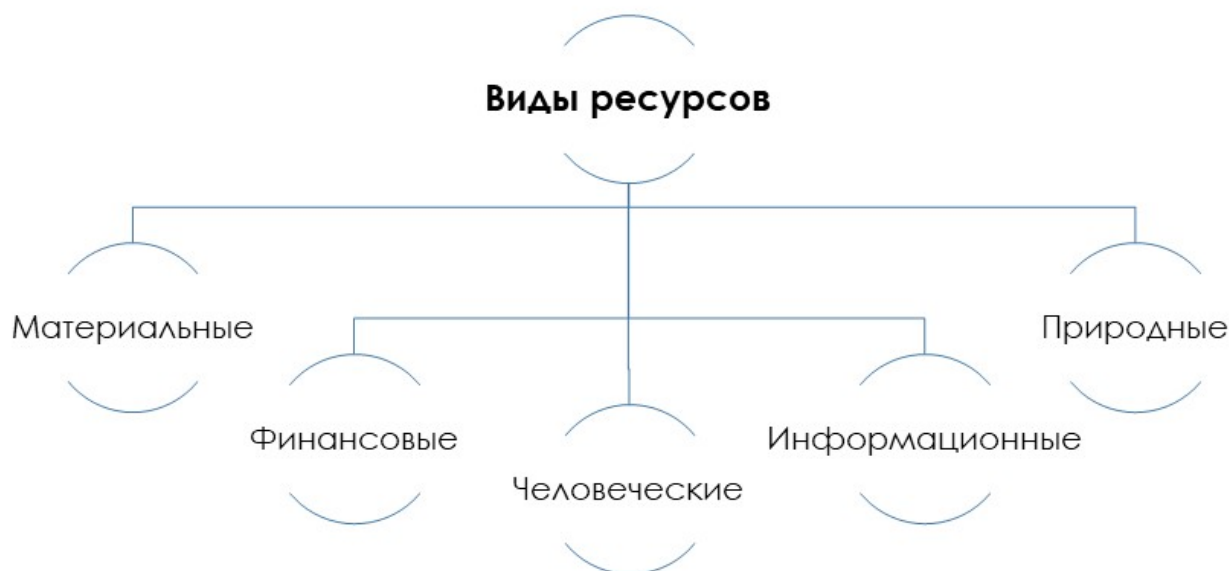 Виды ресурсов
Материальные
Природные
Финансовые
Информационные
Человеческие